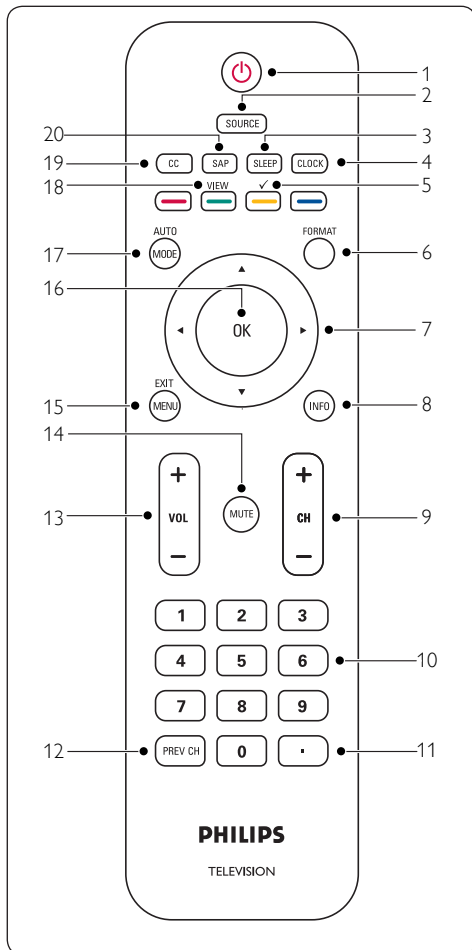 1
2
SOURCE
20
3
19
CC
SAP
SLEEP
CLOCK
4
18
VIEW
✓
5
AUTO
FORMAT
17
MODE
6
16
OK
7
EXIT
15
MENU
INFO
8
14
+
+
13
VOL
MUTE
CH
9
−
−
1 2 3
4 5 6
10
7 8 9
12
PREV CH
0
.
11
PHILIPS
TELEVISION